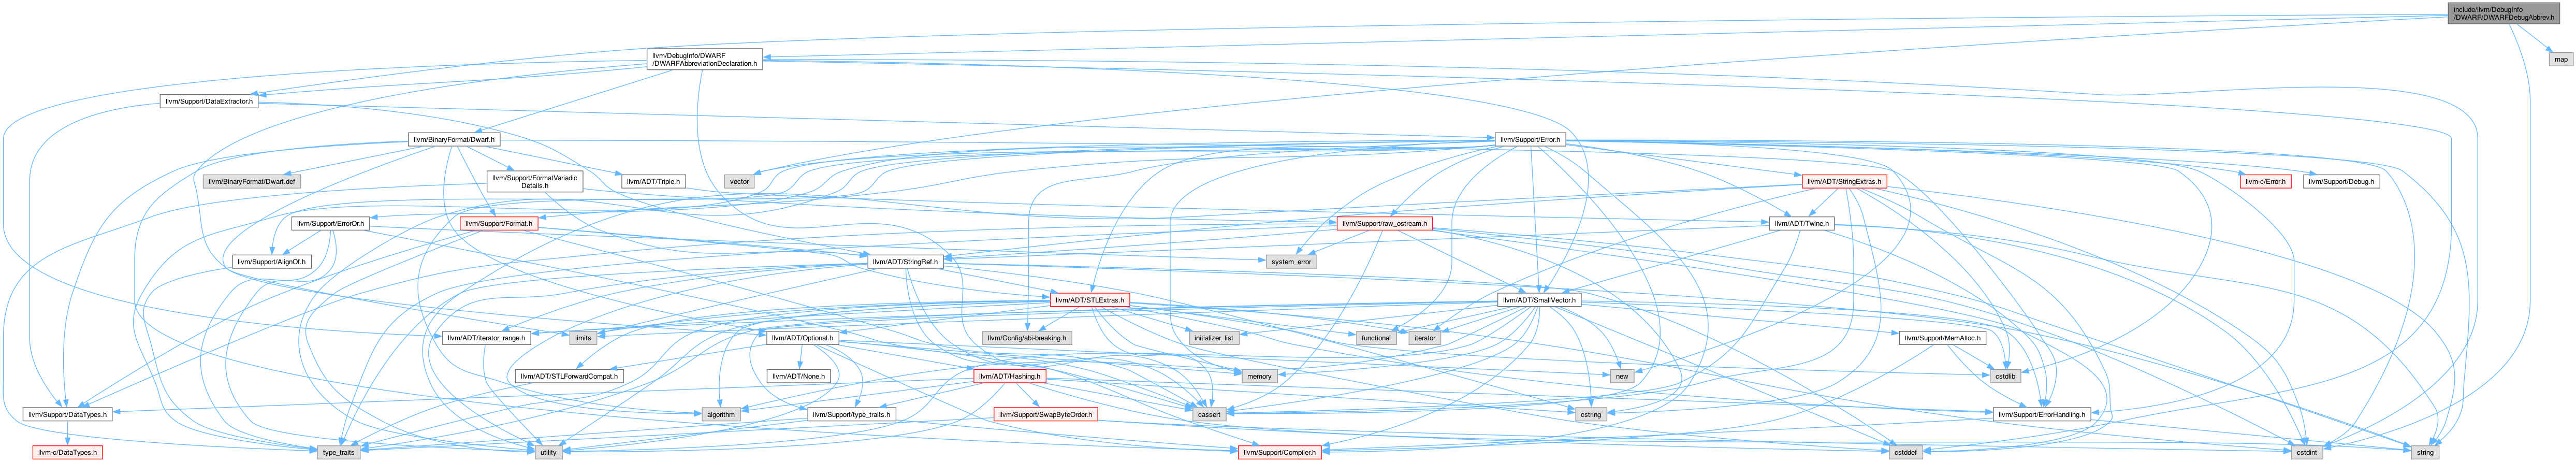 include/llvm/DebugInfo
/DWARF/DWARFDebugAbbrev.h
llvm/DebugInfo/DWARF
/DWARFAbbreviationDeclaration.h
map
llvm/Support/DataExtractor.h
llvm/BinaryFormat/Dwarf.h
llvm/Support/Error.h
llvm/BinaryFormat/Dwarf.def
llvm/Support/FormatVariadic
Details.h
llvm/ADT/Triple.h
vector
llvm/ADT/StringExtras.h
llvm-c/Error.h
llvm/Support/Debug.h
llvm/Support/ErrorOr.h
llvm/Support/Format.h
llvm/Support/raw_ostream.h
llvm/ADT/Twine.h
llvm/Support/AlignOf.h
llvm/ADT/StringRef.h
system_error
llvm/ADT/STLExtras.h
llvm/ADT/SmallVector.h
llvm/ADT/iterator_range.h
limits
llvm/ADT/Optional.h
llvm/Config/abi-breaking.h
initializer_list
functional
iterator
llvm/Support/MemAlloc.h
llvm/ADT/STLForwardCompat.h
llvm/ADT/None.h
llvm/ADT/Hashing.h
memory
new
cstdlib
llvm/Support/DataTypes.h
algorithm
llvm/Support/type_traits.h
llvm/Support/SwapByteOrder.h
cassert
cstring
llvm/Support/ErrorHandling.h
llvm-c/DataTypes.h
type_traits
utility
llvm/Support/Compiler.h
cstddef
cstdint
string